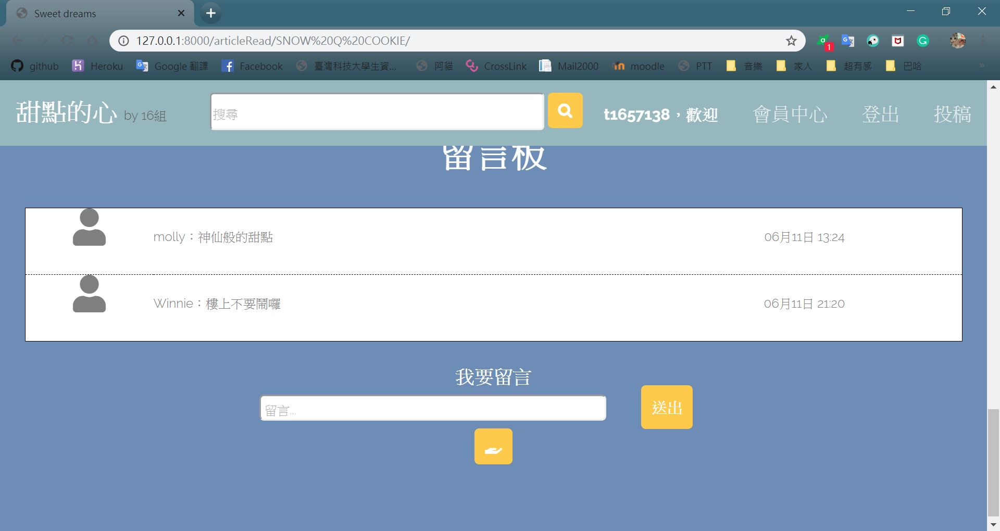 Sweet dreams
127.0.0.1:8000/articleRead/SNOW%20Q%20COOKIE/
1
github Heroku Google 翻譯 Facebook 臺灣科技大學生資... 阿貓 CrossLink Mail2000 moodle PTT 音樂 家人 超有感 巴哈 »
甜點的心 by 16組 搜尋 t1657138，歡迎 會員中心 登出 投稿
留言板
molly：神仙般的甜點 06月11日 13:24
Winnie：樓上不要鬧囉 06月11日 21:20
我要留言
留言... 送出